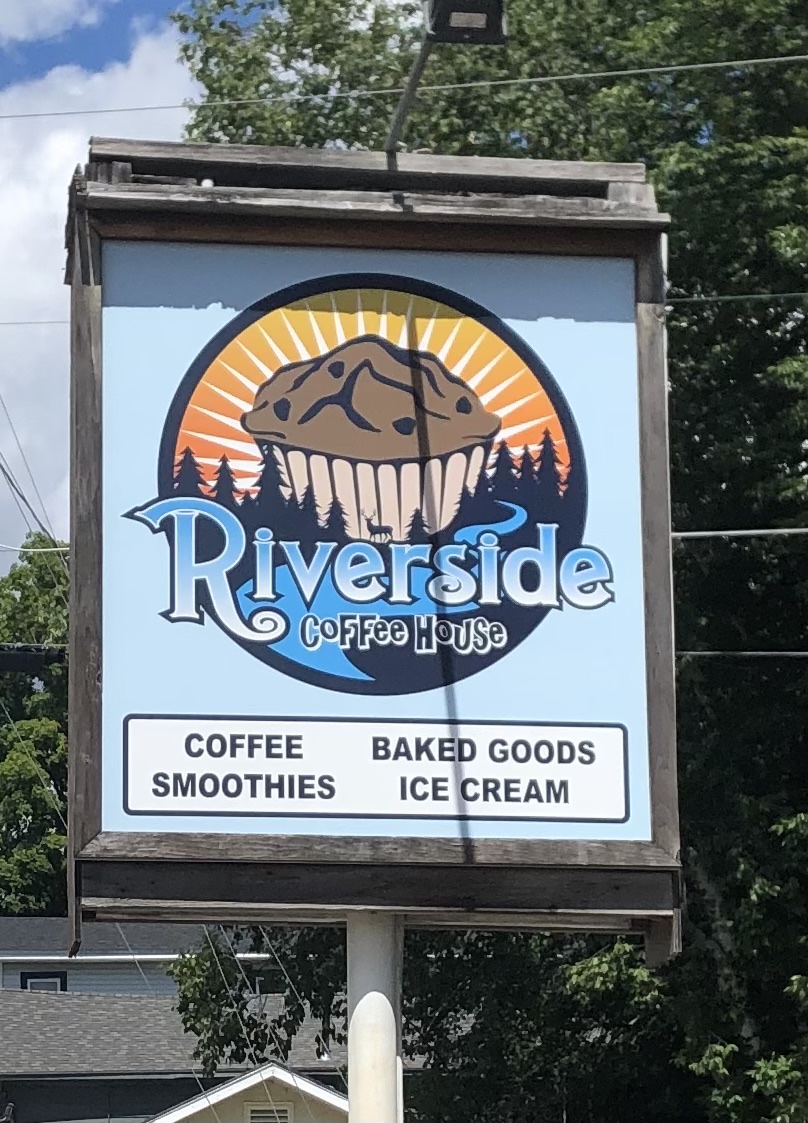 Riverside
Coffee House
COFFEE BAKED GOODS
SMOOTHIES ICE CREAM